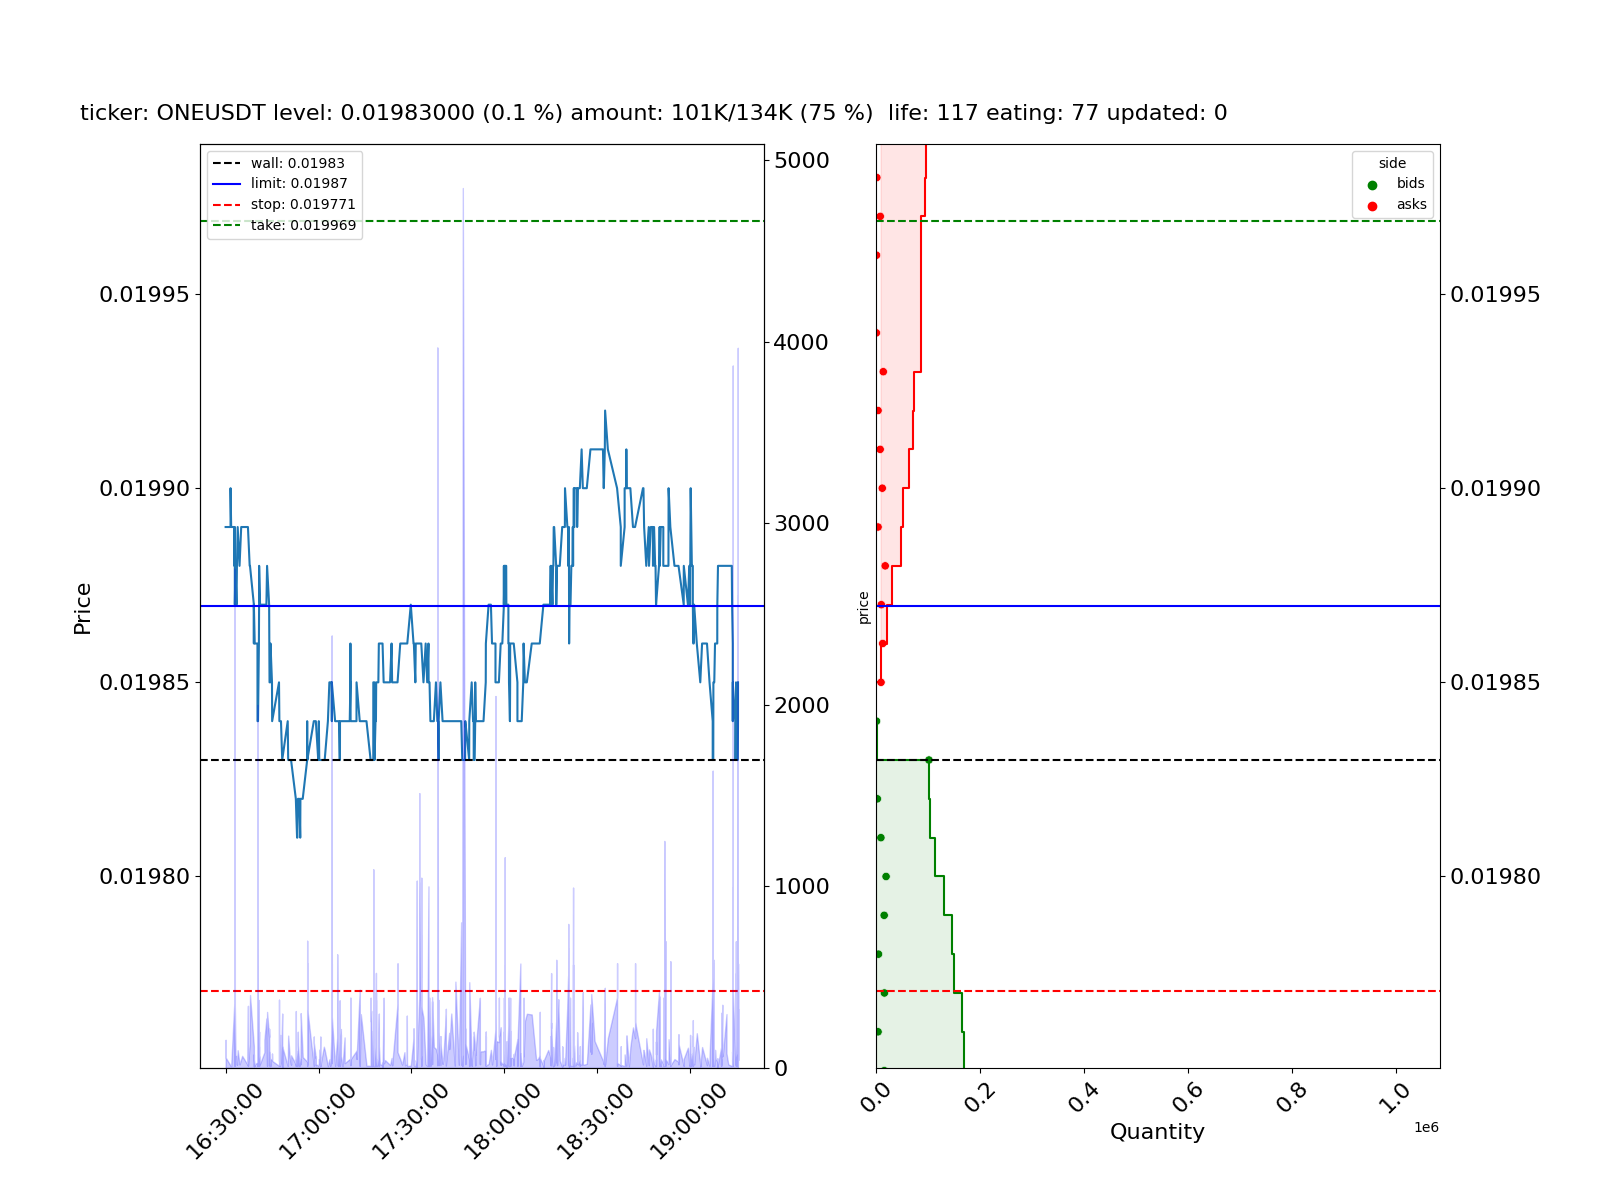 ticker: ONEUSDT level: 0.01983000 (0.1 %) amount: 101K/134K (75 %)  life: 117 eating: 77 updated: 0
wall: 0.01983
limit: 0.01987
stop: 0.019771
take: 0.019969
Price
0.01995
0.01990
0.01985
0.01980
5000
4000
3000
2000
1000
0
16:30:00
17:00:00
17:30:00
18:00:00
18:30:00
19:00:00
side
bids
asks
price
0.01995
0.01990
0.01985
0.01980
0.0
0.2
0.4
0.6
0.8
1.0
1e6
Quantity